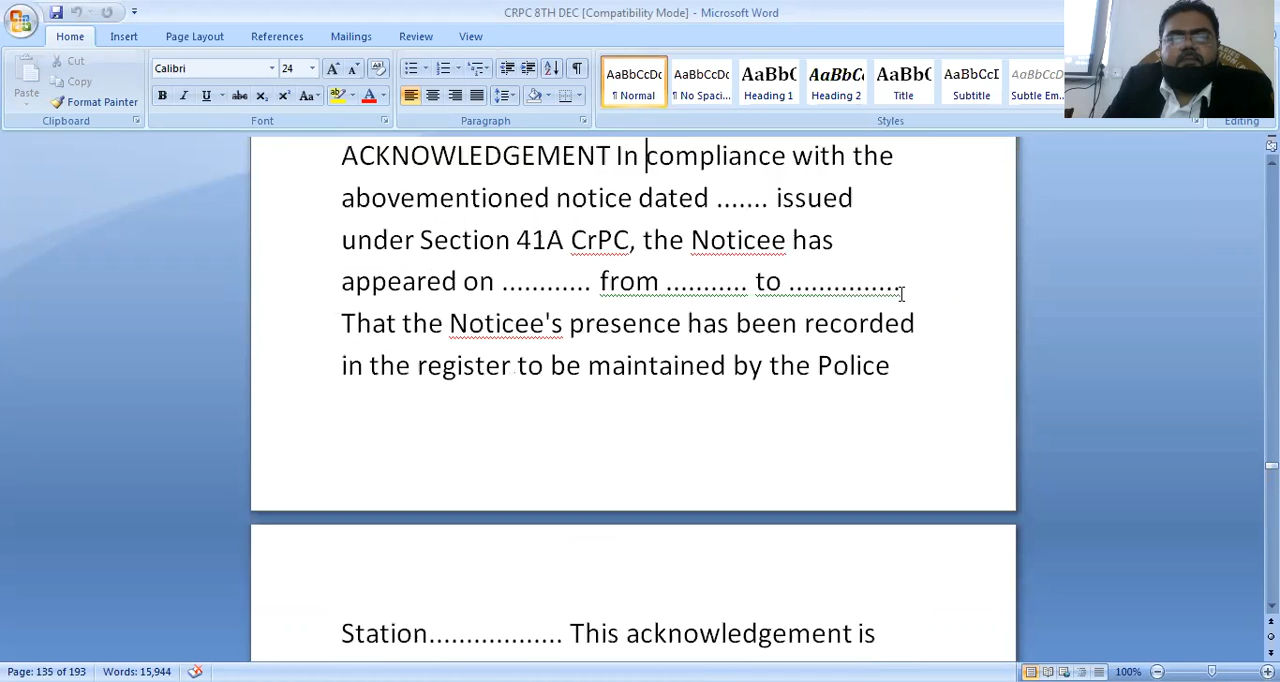 CRPC 8TH DEC [Compatibility Mode] - Microsoft Word
Home Insert Page Layout References Mailings Review View
Paste
Cut
Copy
Format Painter
Clipboard
Calibri 24
Font
Paragraph
AaBbCcDc AaBbCcDc AaBbC AaBbCc AaBbC AaBbCcI AaBbCcDc
¶ Normal ¶ No Spaci... Heading 1 Heading 2 Title Subtitle Subtle Em...
Styles
Editing
ACKNOWLEDGEMENT In compliance with the
abovementioned notice dated ....... issued
under Section 41A CrPC, the Noticee has
appeared on ............ from ........... to ...............
That the Noticee's presence has been recorded
in the register to be maintained by the Police
Station.................. This acknowledgement is
Page: 135 of 193 Words: 15,944
100%